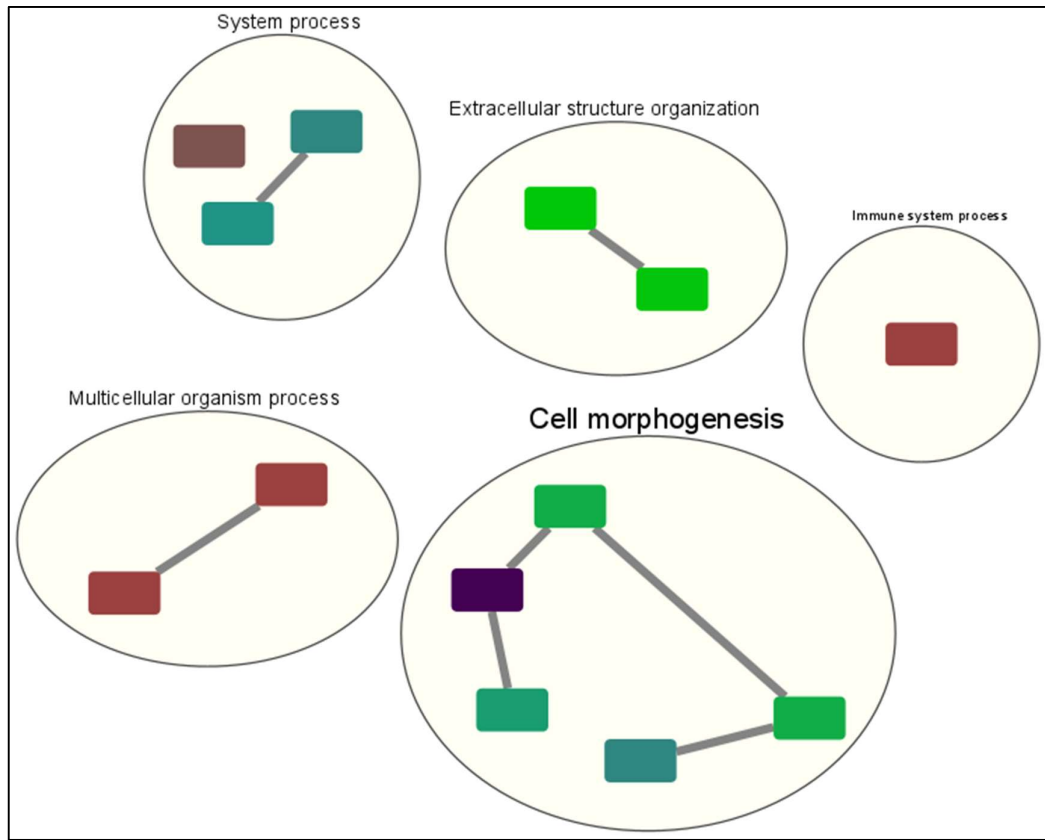 System process
Extracellular structure organization
Immune system process
Multicellular organism process
Cell morphogenesis